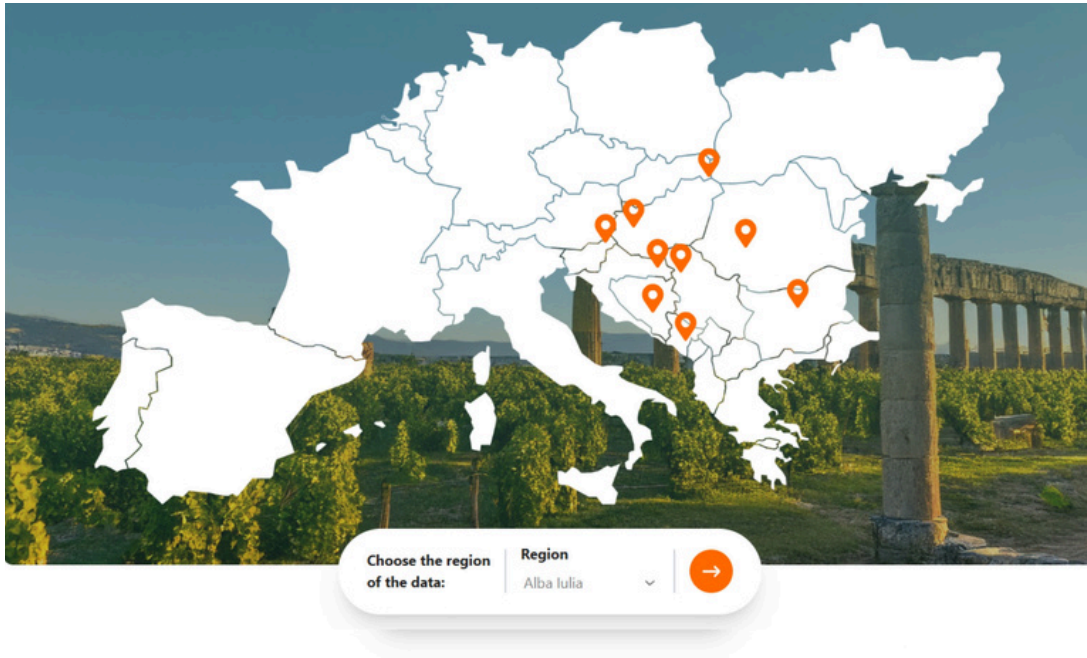 Choose the region
of the data:
Region
Alba Iulia